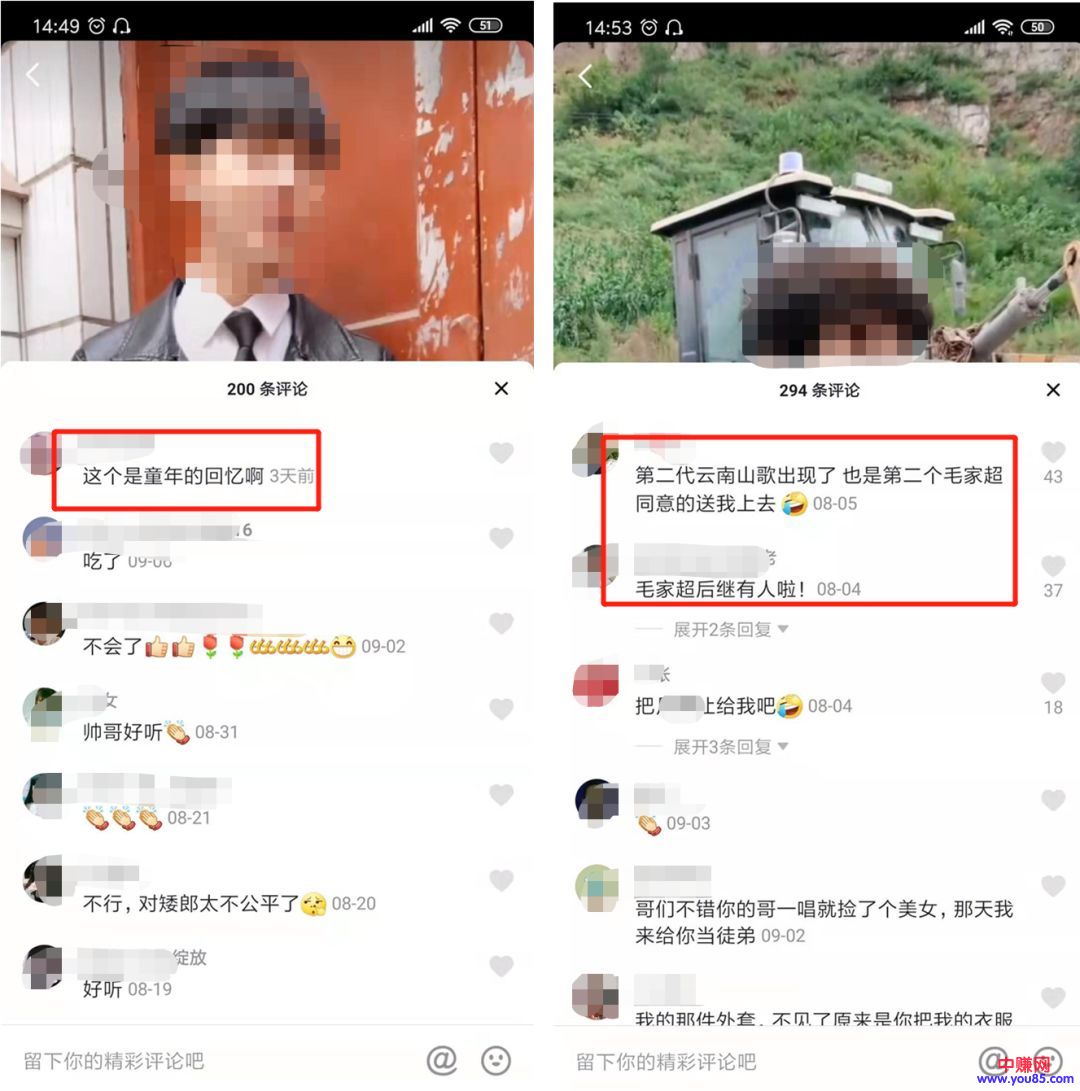 14:49
51
200 条评论
这个是童年的回忆啊 3天前
6
吃了 09-06
不会了👍👍🌹🌹💪💪💪😁 09-02
女
帅哥好听👏 08-31
👏👏👏 08-21
不行，对矮郎太不公平了🤔 08-20
绽放
好听 08-19
留下你的精彩评论吧
@
14:53
50
294 条评论
第二代云南山歌出现了 也是第二个毛家超
同意的送我上去🤣 08-05
43
毛家超后继有人啦！ 08-04
37
展开2条回复
张
把 让给我吧🤣 08-04
18
展开3条回复
👏 09-03
哥们不错你的哥一唱就捡了个美女，那天我
来给你当徒弟 09-02
我的那件外套，不见了原来是你把我的衣服
留下你的精彩评论吧
@
中赚网
www.you85.com